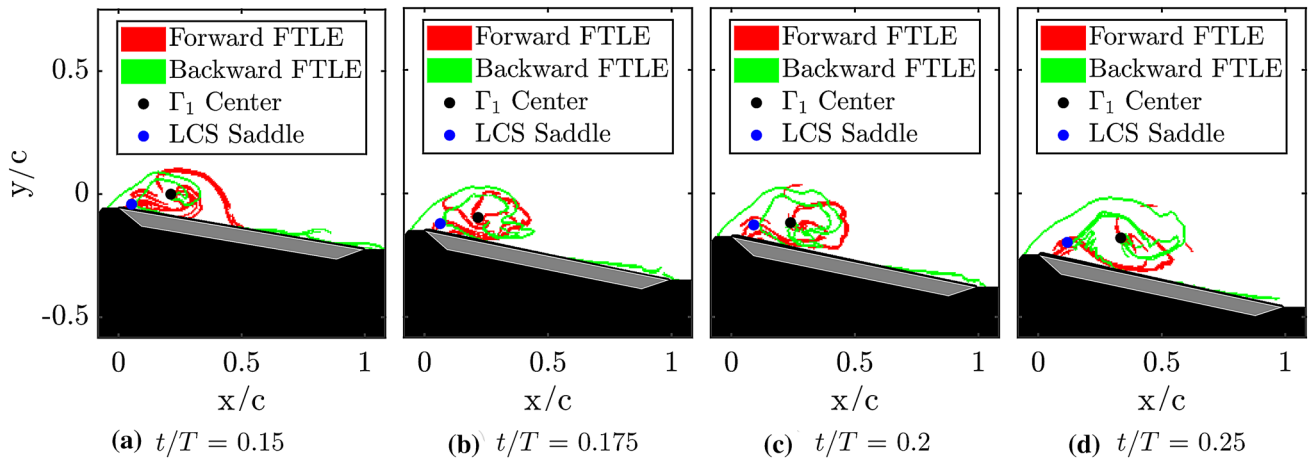 Forward FTLE
Backward FTLE
Γ₁ Center
LCS Saddle
Forward FTLE
Backward FTLE
Γ₁ Center
LCS Saddle
Forward FTLE
Backward FTLE
Γ₁ Center
LCS Saddle
Forward FTLE
Backward FTLE
Γ₁ Center
LCS Saddle
y/c
0.5
0
-0.5
0 0.5 1
0 0.5 1
0 0.5 1
0 0.5 1
x/c
x/c
x/c
x/c
(a) t/T = 0.15
(b) t/T = 0.175
(c) t/T = 0.2
(d) t/T = 0.25